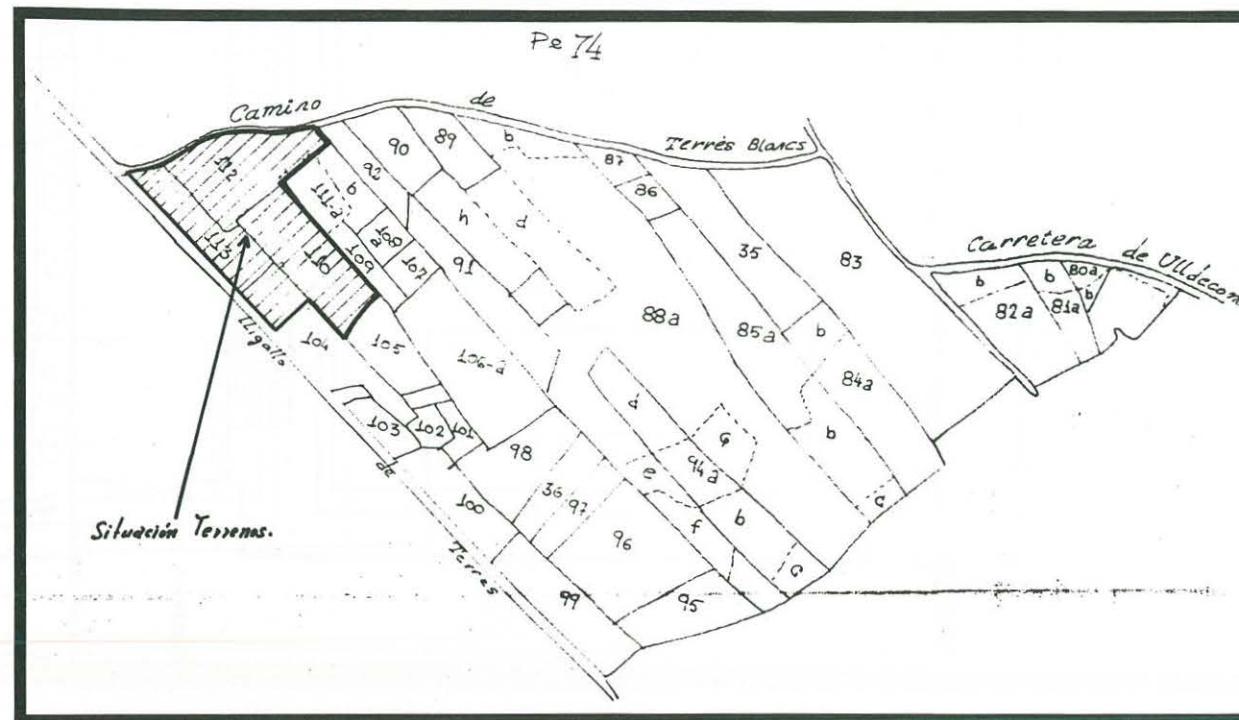 Pe 74
Camino de Terrés Blancs
Carretera de Ulldecon
112
113
110
b
111-a
92
90
89
b
87
86
35
83
h
d
108
a
109
107
91
104
105
106-a
88a
85a
b
84a
b
c
b
82a
b
81a
80a
b
103
102
101
98
36
97
100
96
99
95
d
e
94a
f
b
Lligallo de Terres
Situación Terrenos.